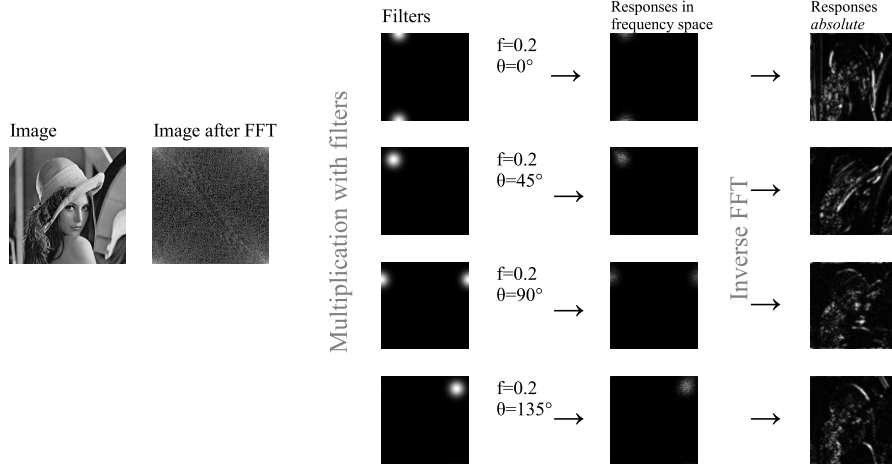 Image
Image after FFT
Multiplication with filters
Filters
f=0.2
θ=0°
f=0.2
θ=45°
f=0.2
θ=90°
f=0.2
θ=135°
Responses in
frequency space
Inverse FFT
Responses
absolute